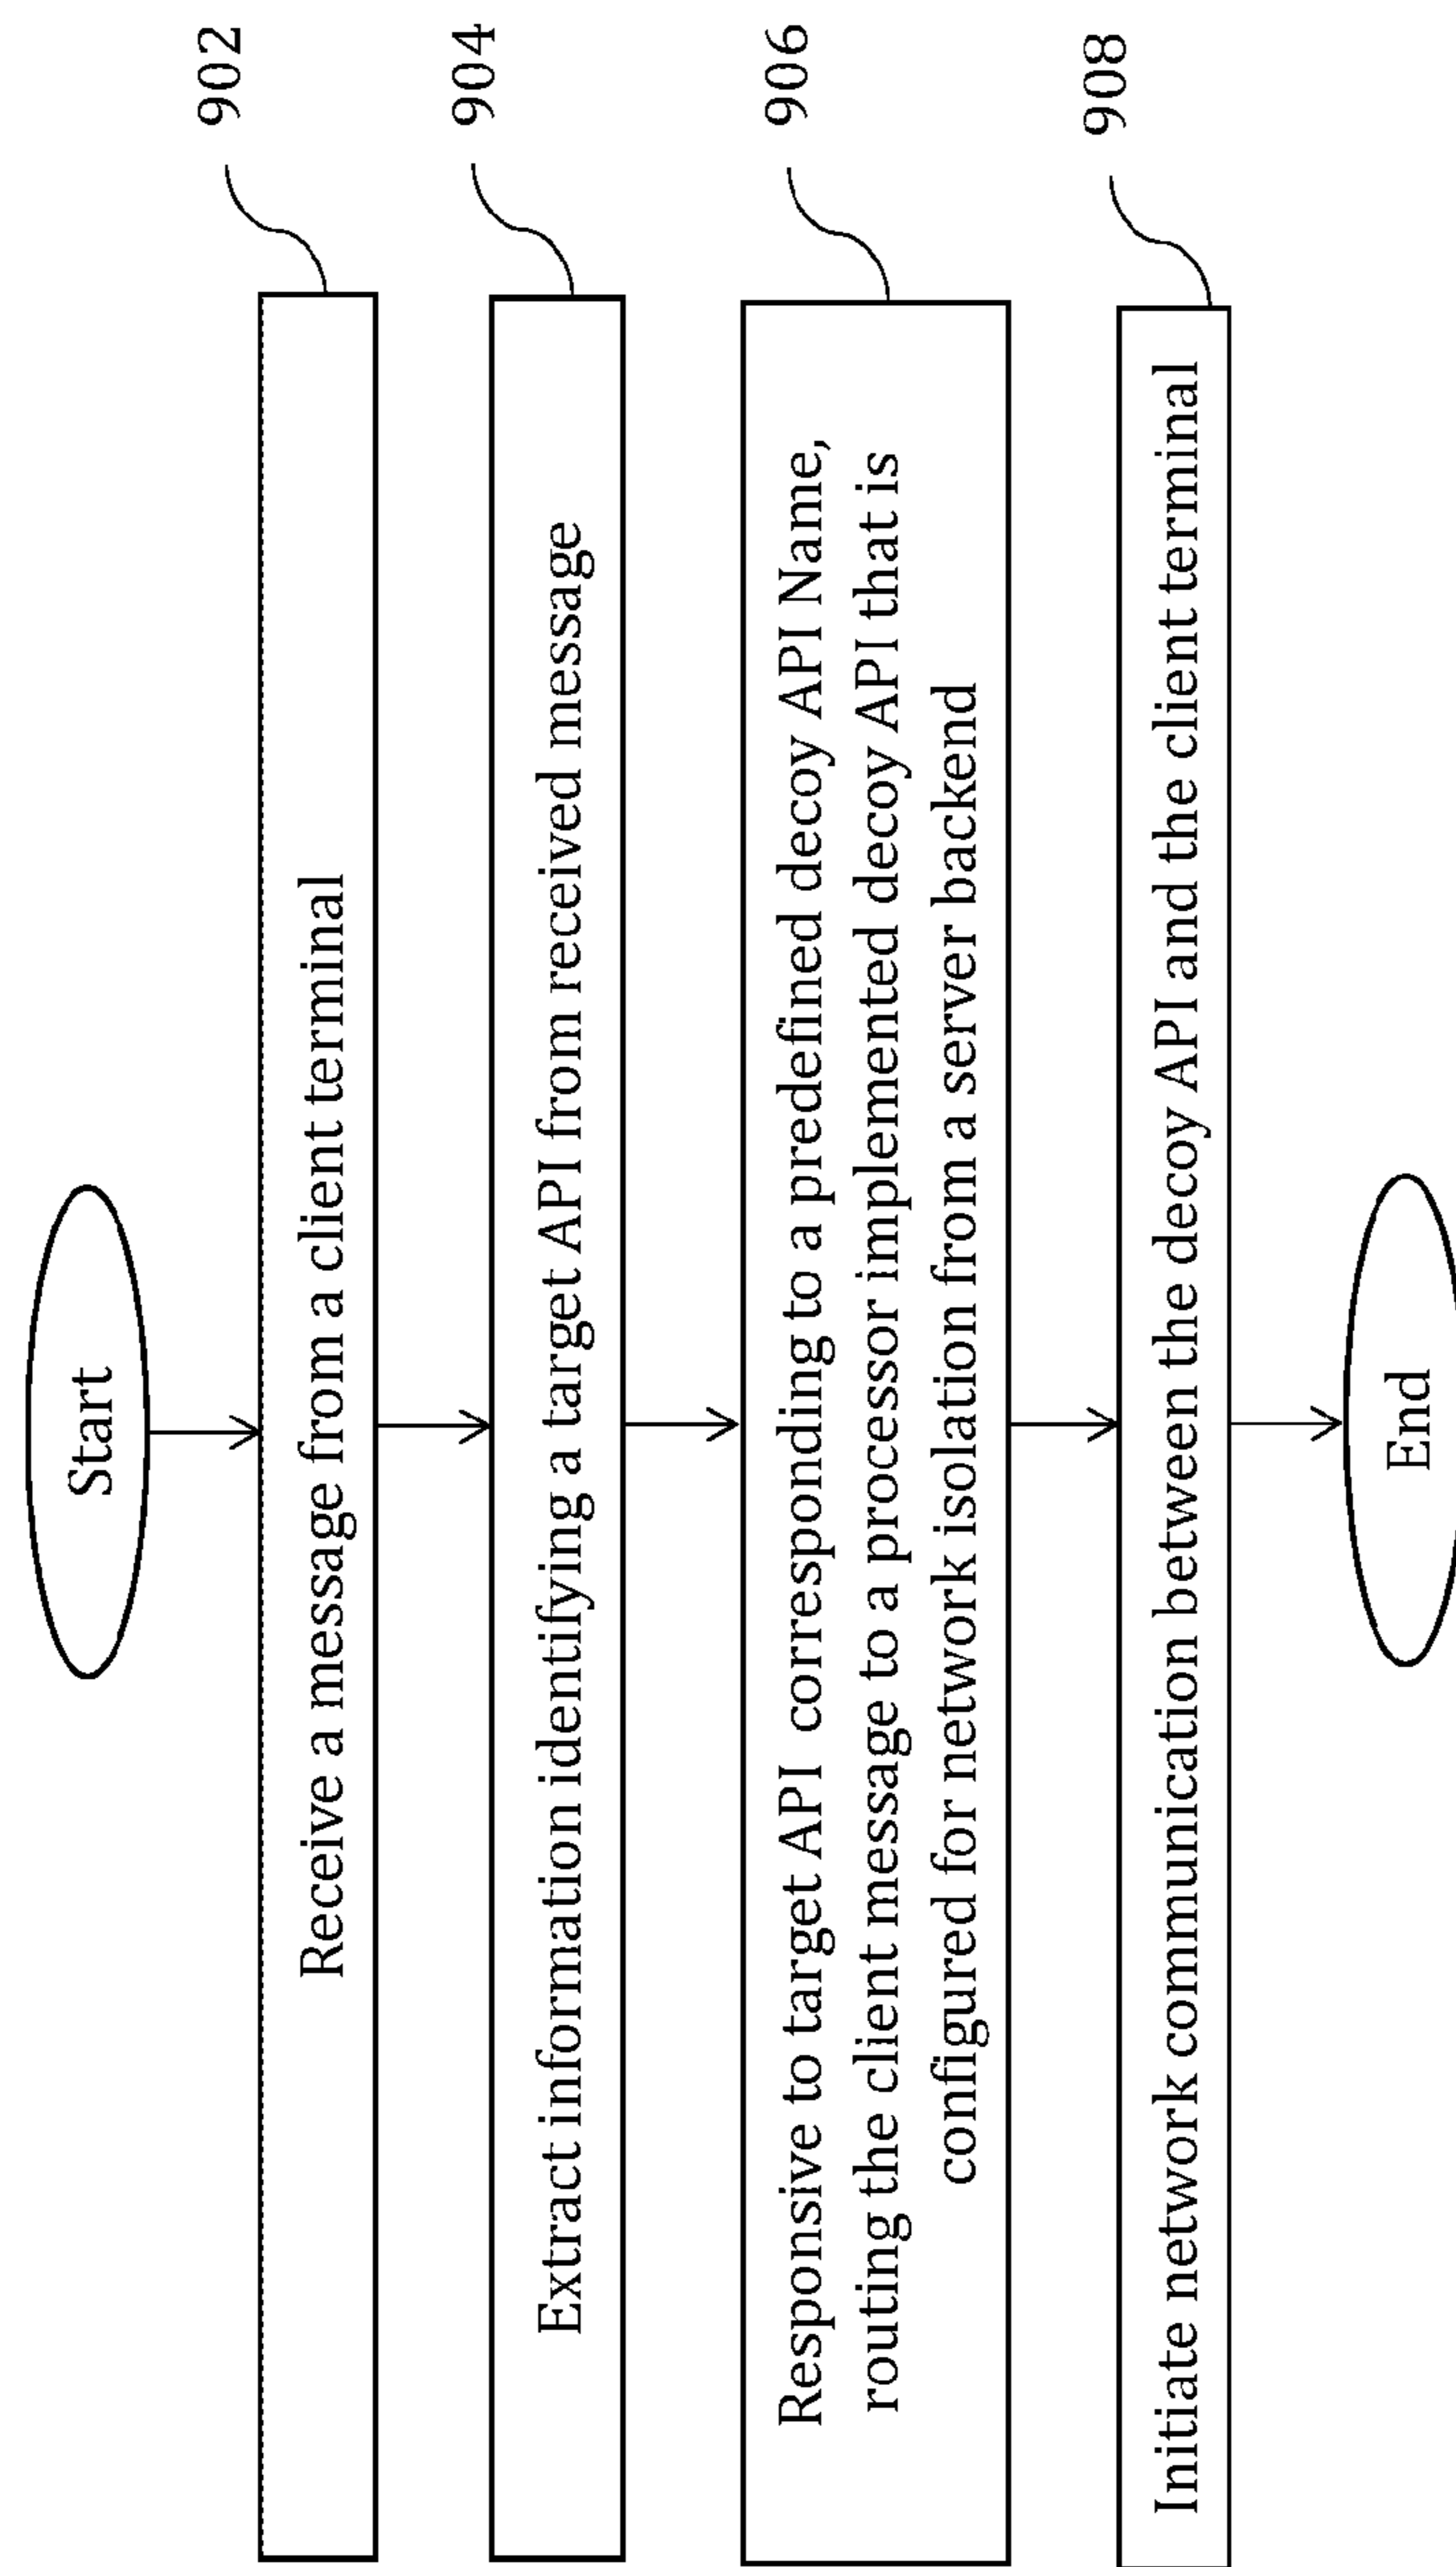 Start
902
Receive a message from a client terminal
904
Extract information identifying a target API from received message
906
Responsive to target API corresponding to a predefined decoy API Name,
routing the client message to a processor implemented decoy API that is
configured for network isolation from a server backend
908
Initiate network communication between the decoy API and the client terminal
End